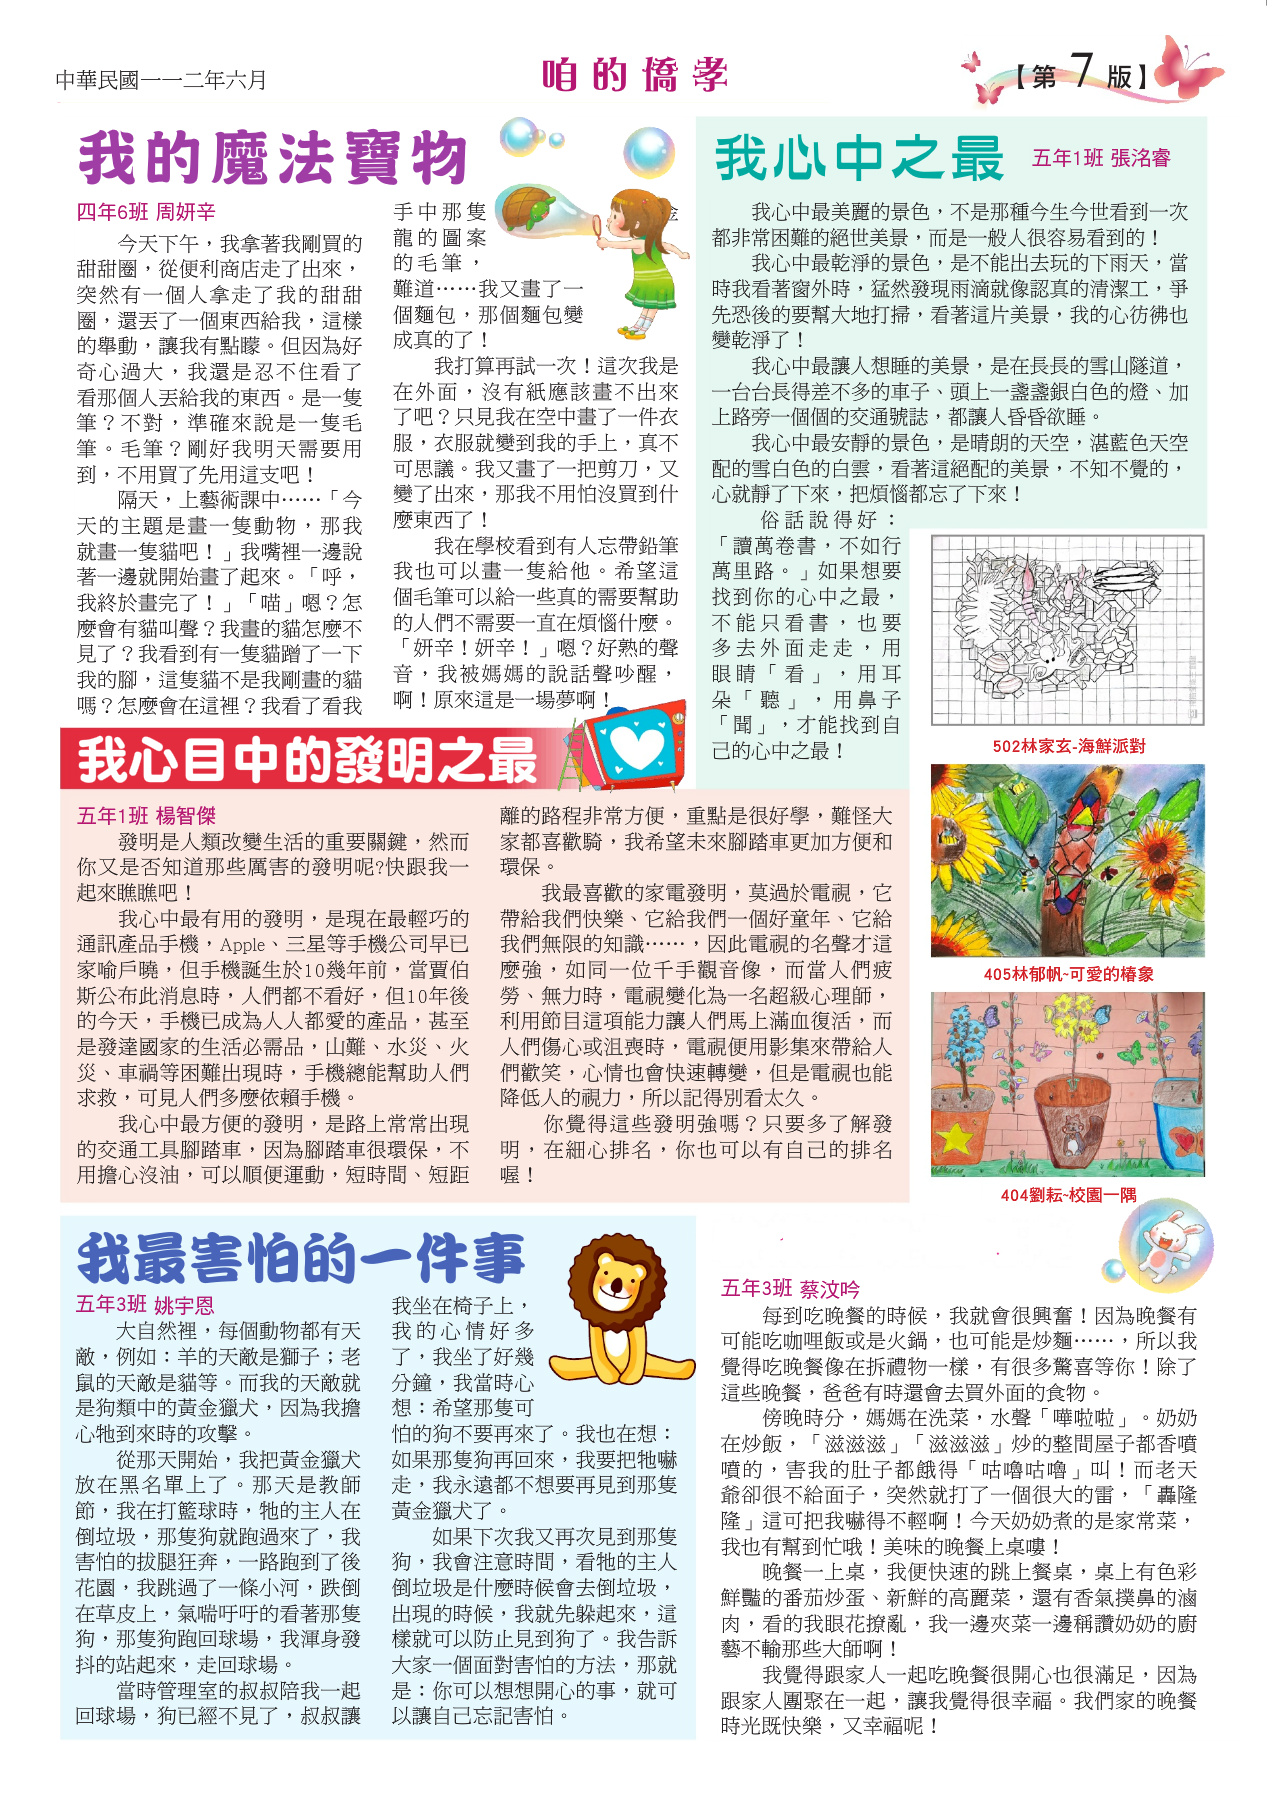 中華民國一一二年六月
咱的僑孝
【第7版】
我的魔法寶物
四年6班 周妍辛
今天下午，我拿著我剛買的
甜甜圈，從便利商店走了出來，
突然有一個人拿走了我的甜甜
圈，還丟了一個東西給我，這樣
的舉動，讓我有點矇。但因為好
奇心過大，我還是忍不住看了
看那個人丟給我的東西。是一隻
筆？不對，準確來說是一隻毛
筆。毛筆？剛好我明天需要用
到，不用買了先用這支吧！
隔天，上藝術課中……「今
天的主題是畫一隻動物，那我
就畫一隻貓吧！」我嘴裡一邊說
著一邊就開始畫了起來。「呼，
我終於畫完了！」「喵」嗯？怎
麼會有貓叫聲？我畫的貓怎麼不
見了？我看到有一隻貓蹭了一下
我的腳，這隻貓不是我剛畫的貓
嗎？怎麼會在這裡？我看了看我
手中那隻金
龍的圖案
的毛筆，
難道……我又畫了一
個麵包，那個麵包變
成真的了！
我打算再試一次！這次我是
在外面，沒有紙應該畫不出來
了吧？只見我在空中畫了一件衣
服，衣服就變到我的手上，真不
可思議。我又畫了一把剪刀，又
變了出來，那我不用怕沒買到什
麼東西了！
我在學校看到有人忘帶鉛筆
我也可以畫一隻給他。希望這
個毛筆可以給一些真的需要幫助
的人們不需要一直在煩惱什麼。
「妍辛！妍辛！」嗯？好熟的聲
音，我被媽媽的說話聲吵醒，
啊！原來這是一場夢啊！
我心中之最
五年1班 張洺睿
我心中最美麗的景色，不是那種今生今世看到一次
都非常困難的絕世美景，而是一般人很容易看到的！
我心中最乾淨的景色，是不能出去玩的下雨天，當
時我看著窗外時，猛然發現雨滴就像認真的清潔工，爭
先恐後的要幫大地打掃，看著這片美景，我的心彷彿也
變乾淨了！
我心中最讓人想睡的美景，是在長長的雪山隧道，
一台台長得差不多的車子、頭上一盞盞銀白色的燈、加
上路旁一個個的交通號誌，都讓人昏昏欲睡。
我心中最安靜的景色，是晴朗的天空，湛藍色天空
配的雪白色的白雲，看著這絕配的美景，不知不覺的，
心就靜了下來，把煩惱都忘了下來！
俗話說得好：
「讀萬卷書，不如行
萬里路。」如果想要
找到你的心中之最，
不能只看書，也要
多去外面走走，用
眼睛「看」，用耳
朵「聽」，用鼻子
「聞」，才能找到自
己的心中之最！
502林家玄-海鮮派對
405林郁帆~可愛的椿象
404劉耘~校園一隅
我心目中的發明之最
五年1班 楊智傑
發明是人類改變生活的重要關鍵，然而
你又是否知道那些厲害的發明呢?快跟我一
起來瞧瞧吧！
我心中最有用的發明，是現在最輕巧的
通訊產品手機，Apple、三星等手機公司早已
家喻戶曉，但手機誕生於10幾年前，當賈伯
斯公布此消息時，人們都不看好，但10年後
的今天，手機已成為人人都愛的產品，甚至
是發達國家的生活必需品，山難、水災、火
災、車禍等困難出現時，手機總能幫助人們
求救，可見人們多麼依賴手機。
我心中最方便的發明，是路上常常出現
的交通工具腳踏車，因為腳踏車很環保，不
用擔心沒油，可以順便運動，短時間、短距
離的路程非常方便，重點是很好學，難怪大
家都喜歡騎，我希望未來腳踏車更加方便和
環保。
我最喜歡的家電發明，莫過於電視，它
帶給我們快樂、它給我們一個好童年、它給
我們無限的知識……，因此電視的名聲才這
麼強，如同一位千手觀音像，而當人們疲
勞、無力時，電視變化為一名超級心理師，
利用節目這項能力讓人們馬上滿血復活，而
人們傷心或沮喪時，電視便用影集來帶給人
們歡笑，心情也會快速轉變，但是電視也能
降低人的視力，所以記得別看太久。
你覺得這些發明強嗎？只要多了解發
明，在細心排名，你也可以有自己的排名
喔！
我最害怕的一件事
五年3班 姚宇恩
大自然裡，每個動物都有天
敵，例如：羊的天敵是獅子；老
鼠的天敵是貓等。而我的天敵就
是狗類中的黃金獵犬，因為我擔
心牠到來時的攻擊。
從那天開始，我把黃金獵犬
放在黑名單上了。那天是教師
節，我在打籃球時，牠的主人在
倒垃圾，那隻狗就跑過來了，我
害怕的拔腿狂奔，一路跑到了後
花園，我跳過了一條小河，跌倒
在草皮上，氣喘吁吁的看著那隻
狗，那隻狗跑回球場，我渾身發
抖的站起來，走回球場。
當時管理室的叔叔陪我一起
回球場，狗已經不見了，叔叔讓
我坐在椅子上，
我的心情好多
了，我坐了好幾
分鐘，我當時心
想：希望那隻可
怕的狗不要再來了。我也在想：
如果那隻狗再回來，我要把牠嚇
走，我永遠都不想要再見到那隻
黃金獵犬了。
如果下次我又再次見到那隻
狗，我會注意時間，看牠的主人
倒垃圾是什麼時候會去倒垃圾，
出現的時候，我就先躲起來，這
樣就可以防止見到狗了。我告訴
大家一個面對害怕的方法，那就
是：你可以想想開心的事，就可
以讓自己忘記害怕。
五年3班 蔡汶吟
每到吃晚餐的時候，我就會很興奮！因為晚餐有
可能吃咖哩飯或是火鍋，也可能是炒麵……，所以我
覺得吃晚餐像在拆禮物一樣，有很多驚喜等你！除了
這些晚餐，爸爸有時還會去買外面的食物。
傍晚時分，媽媽在洗菜，水聲「嘩啦啦」。奶奶
在炒飯，「滋滋滋」「滋滋滋」炒的整間屋子都香噴
噴的，害我的肚子都餓得「咕嚕咕嚕」叫！而老天
爺卻很不給面子，突然就打了一個很大的雷，「轟隆
隆」這可把我嚇得不輕啊！今天奶奶煮的是家常菜，
我也有幫到忙哦！美味的晚餐上桌嘍！
晚餐一上桌，我便快速的跳上餐桌，桌上有色彩
鮮豔的番茄炒蛋、新鮮的高麗菜，還有香氣撲鼻的滷
肉，看的我眼花撩亂，我一邊夾菜一邊稱讚奶奶的廚
藝不輸那些大師啊！
我覺得跟家人一起吃晚餐很開心也很滿足，因為
跟家人團聚在一起，讓我覺得很幸福。我們家的晚餐
時光既快樂，又幸福呢！